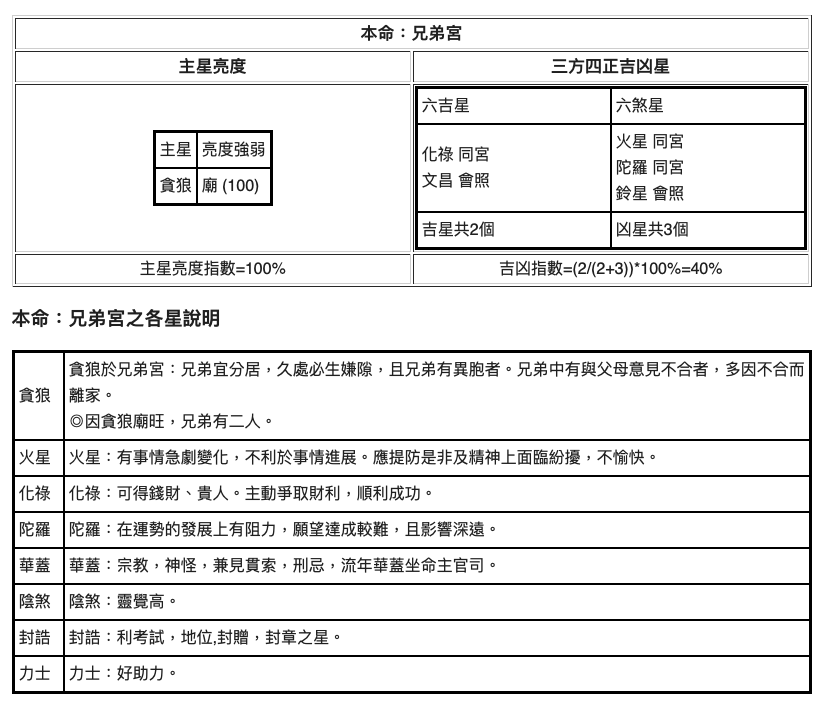 本命：兄弟宮
主星亮度
三方四正吉凶星
主星 亮度強弱
貪狼 廟 (100)
六吉星
六煞星
化祿 同宮
文昌 會照
火星 同宮
陀羅 同宮
鈴星 會照
吉星共2個
凶星共3個
主星亮度指數=100%
吉凶指數=(2/(2+3))*100%=40%
本命：兄弟宮之各星說明
貪狼
貪狼於兄弟宮：兄弟宜分居，久處必生嫌隙，且兄弟有異胞者。兄弟中有與父母意見不合者，多因不合而
離家。
◎因貪狼廟旺，兄弟有二人。
火星 火星：有事情急劇變化，不利於事情進展。應提防是非及精神上面臨紛擾，不愉快。
化祿 化祿：可得錢財、貴人。主動爭取財利，順利成功。
陀羅 陀羅：在運勢的發展上有阻力，願望達成較難，且影響深遠。
華蓋 華蓋：宗教，神怪，兼見貫索，刑忌，流年華蓋坐命主官司。
陰煞 陰煞：靈覺高。
封誥 封誥：利考試，地位,封贈，封章之星。
力士 力士：好助力。